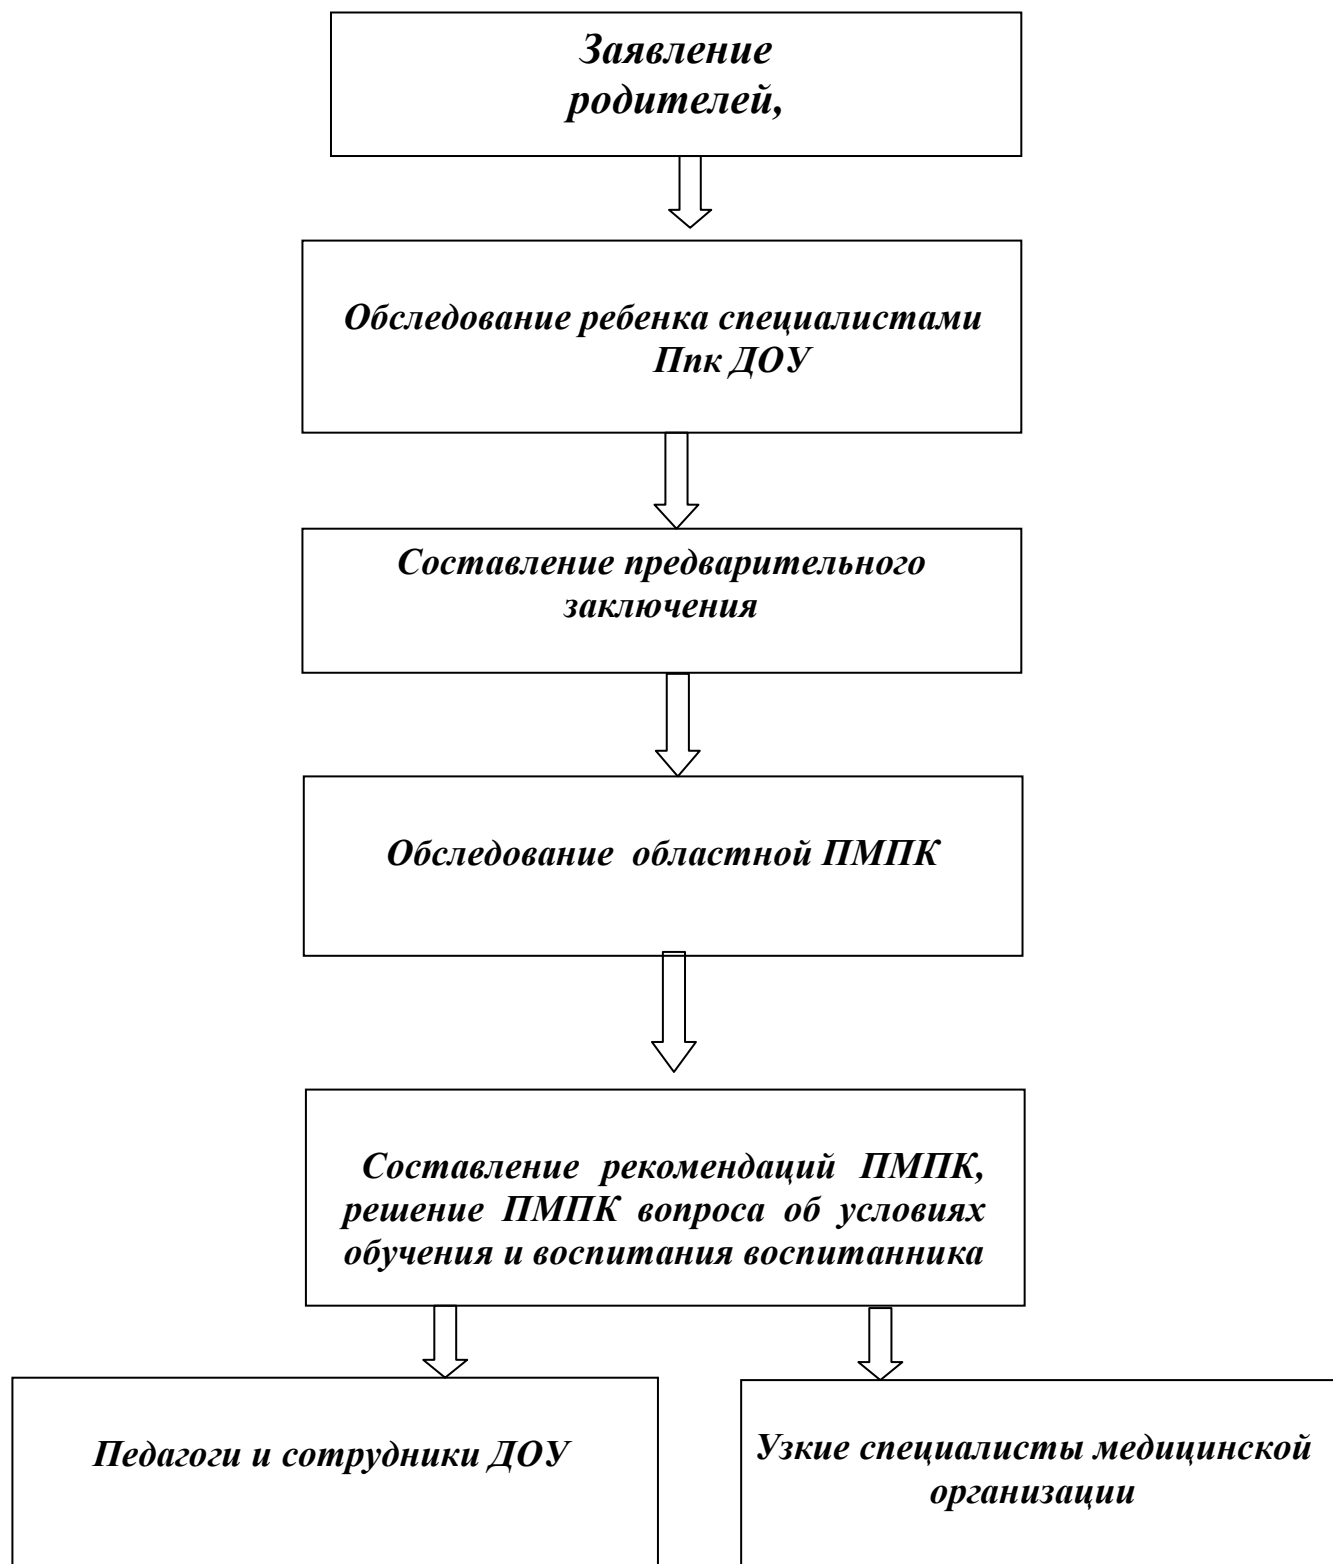 Заявление
родителей,
Обследование ребенка специалистами
Ппк ДОУ
Составление предварительного
заключения
Обследование областной ПМПК
Составление рекомендаций ПМПК,
решение ПМПК вопроса об условиях
обучения и воспитания воспитанника
Педагоги и сотрудники ДОУ
Узкие специалисты медицинской
организации